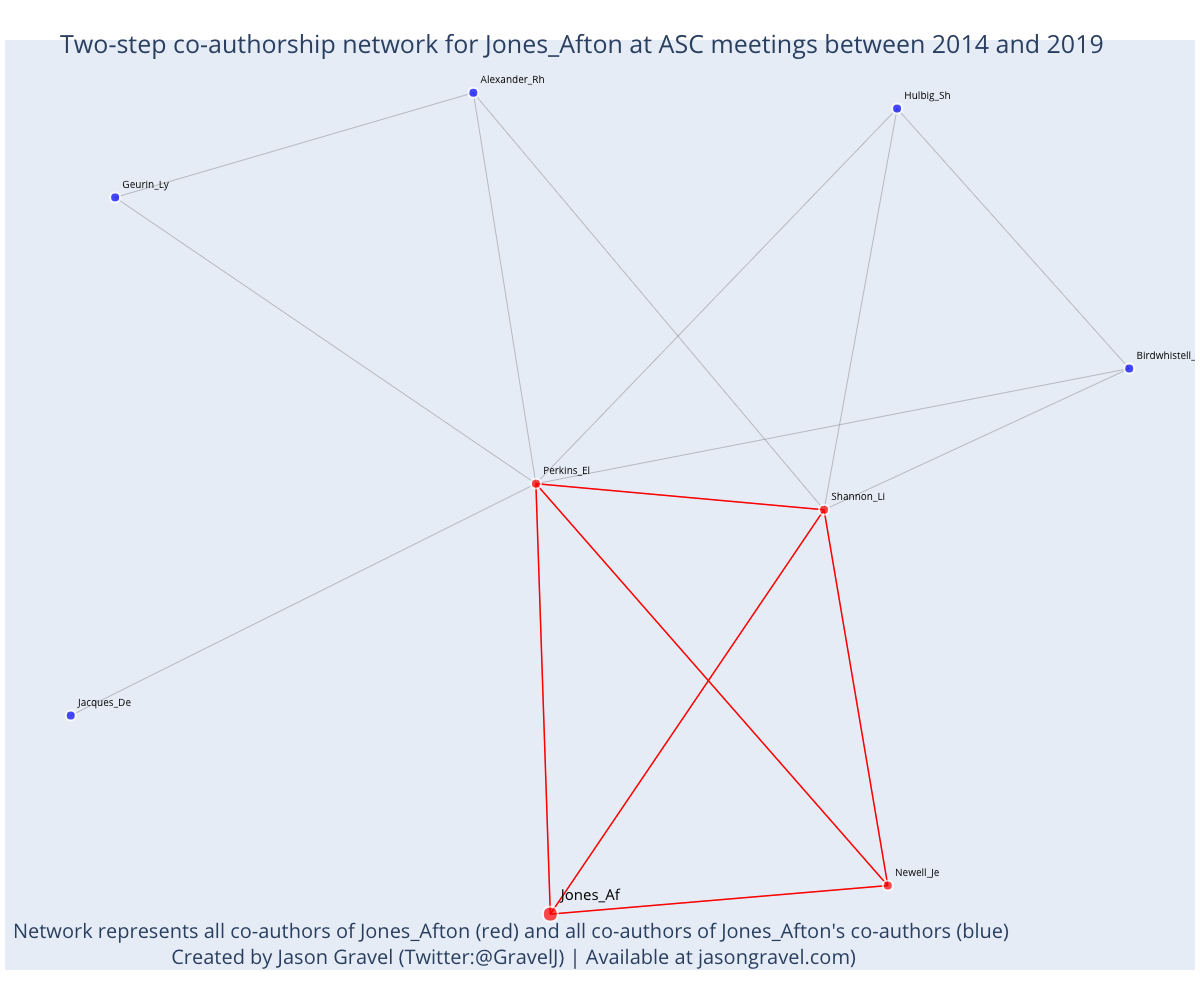 Two-step co-authorship network for Jones_Afton at ASC meetings between 2014 and 2019
Alexander_Rh
Hulbig_Sh
Geurin_Ly
Birdwhistell_
Perkins_El
Shannon_Li
Jacques_De
Newell_Je
Jones_Af
Network represents all co-authors of Jones_Afton (red) and all co-authors of Jones_Afton's co-authors (blue)
Created by Jason Gravel (Twitter:@GravelJ) | Available at jasongravel.com)